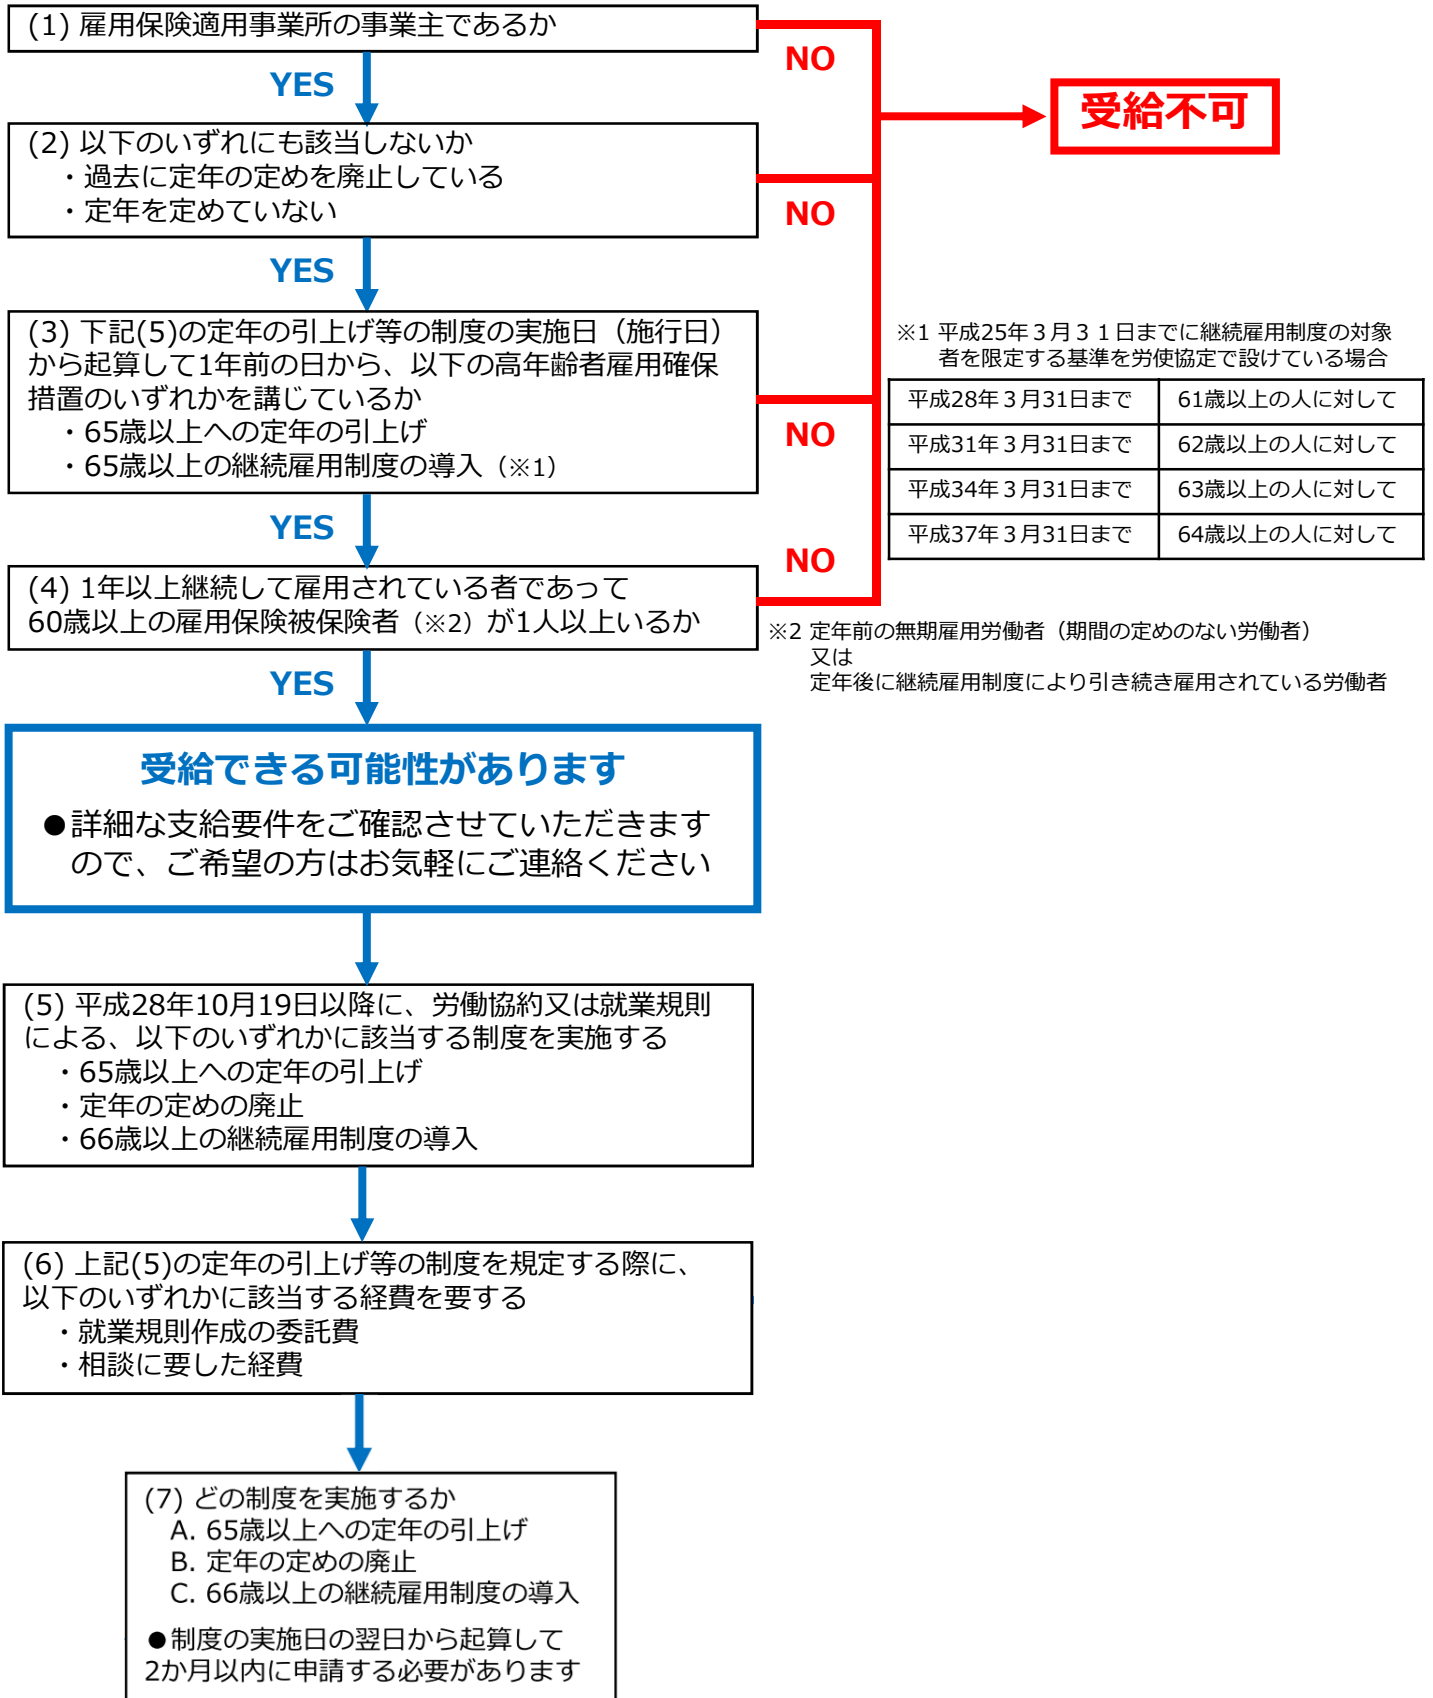 (1) 雇用保険適用事業所の事業主であるか
NO
YES
受給不可
(2) 以下のいずれにも該当しないか
・過去に定年の定めを廃止している
・定年を定めていない
NO
YES
(3) 下記(5)の定年の引上げ等の制度の実施日（施行日）
から起算して1年前の日から、以下の高年齢者雇用確保
措置のいずれかを講じているか
・65歳以上への定年の引上げ
・65歳以上の継続雇用制度の導入（※1）
NO
※1 平成25年３月３１日までに継続雇用制度の対象
者を限定する基準を労使協定で設けている場合
平成28年３月31日まで 61歳以上の人に対して
平成31年３月31日まで 62歳以上の人に対して
平成34年３月31日まで 63歳以上の人に対して
平成37年３月31日まで 64歳以上の人に対して
YES
NO
(4) 1年以上継続して雇用されている者であって
60歳以上の雇用保険被保険者（※2）が1人以上いるか
※2 定年前の無期雇用労働者（期間の定めのない労働者）
又は
定年後に継続雇用制度により引き続き雇用されている労働者
YES
受給できる可能性があります
●詳細な支給要件をご確認させていただきます
ので、ご希望の方はお気軽にご連絡ください
(5) 平成28年10月19日以降に、労働協約又は就業規則
による、以下のいずれかに該当する制度を実施する
・65歳以上への定年の引上げ
・定年の定めの廃止
・66歳以上の継続雇用制度の導入
(6) 上記(5)の定年の引上げ等の制度を規定する際に、
以下のいずれかに該当する経費を要する
・就業規則作成の委託費
・相談に要した経費
(7) どの制度を実施するか
A. 65歳以上への定年の引上げ
B. 定年の定めの廃止
C. 66歳以上の継続雇用制度の導入
●制度の実施日の翌日から起算して
2か月以内に申請する必要があります